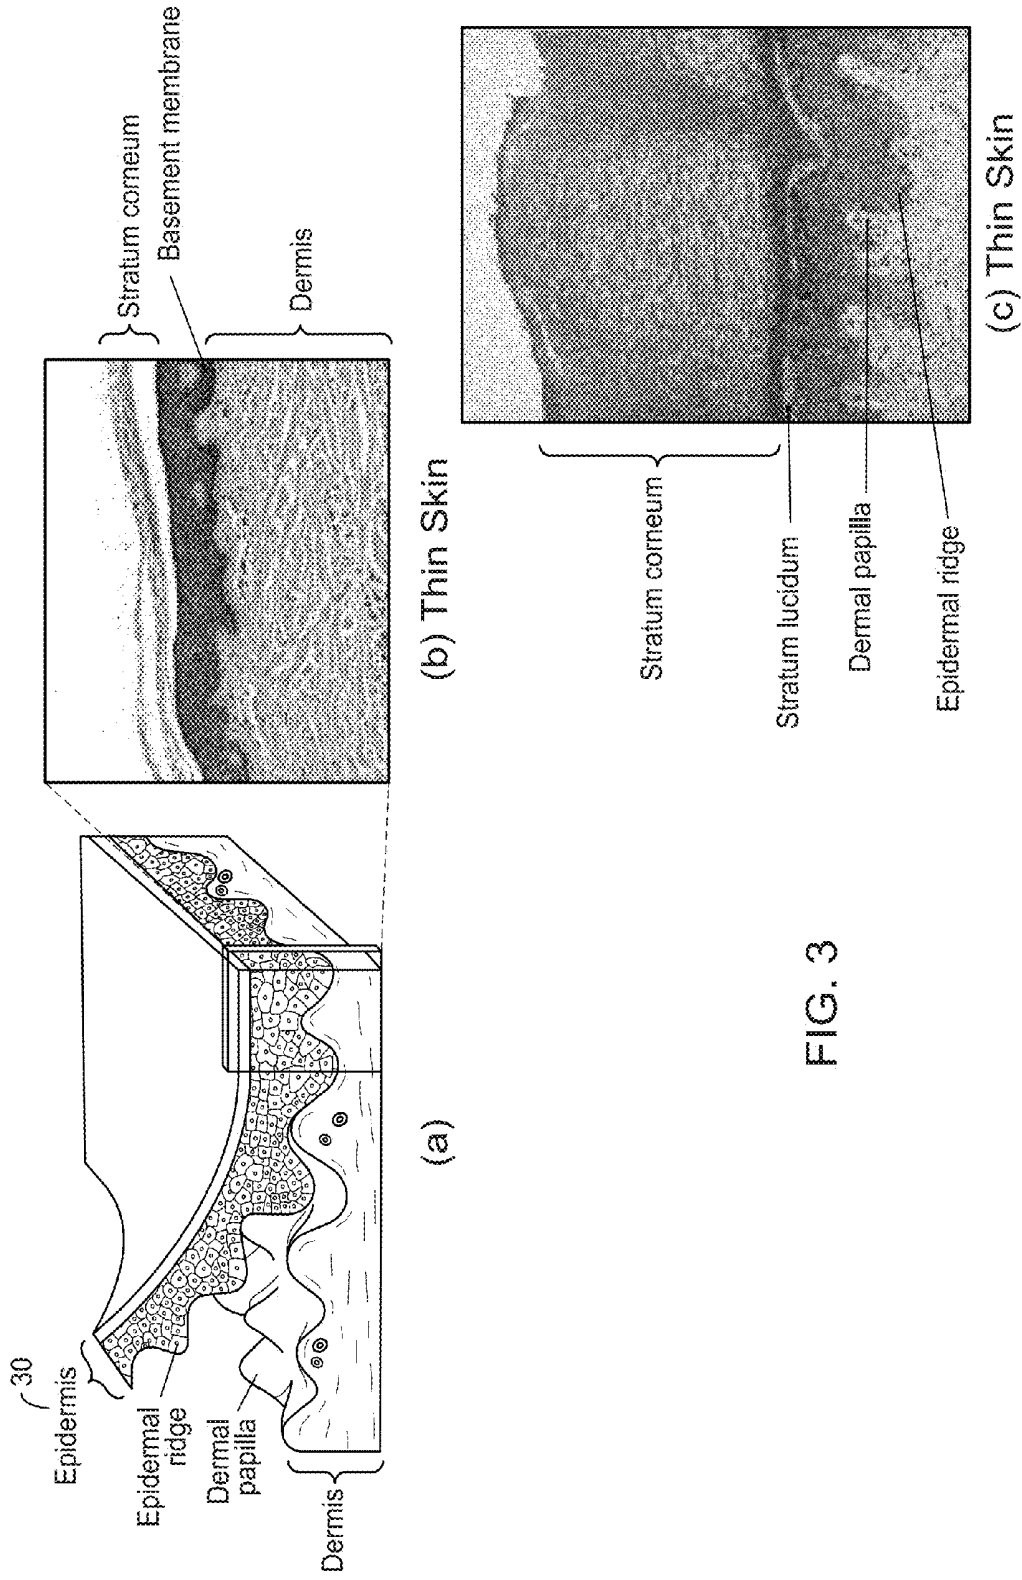 30
Epidermis
Epidermal
ridge
Dermal
papilla
Dermis
(a)
Stratum corneum
Basement membrane
Dermis
(b) Thin Skin
Stratum corneum
Stratum lucidum
Dermal papilla
Epidermal ridge
(c) Thin Skin
FIG. 3